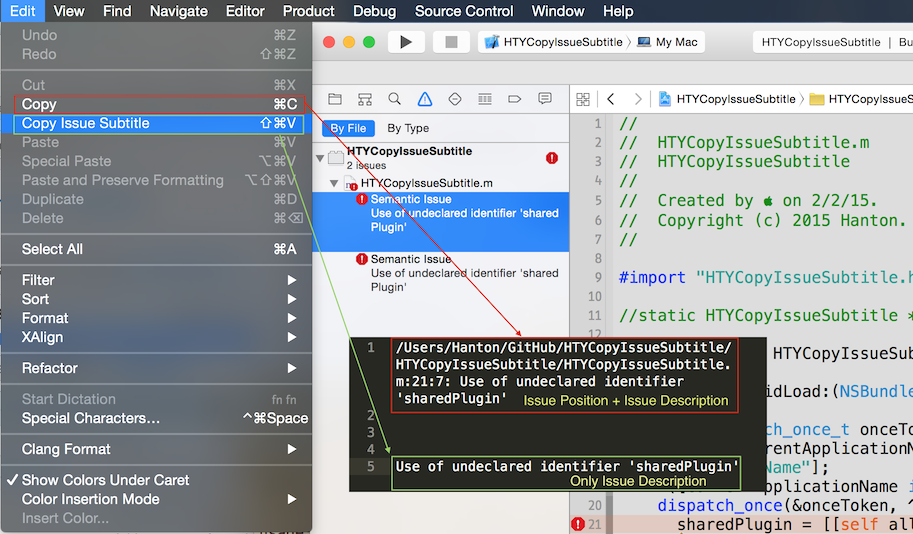 Edit View Find Navigate Editor Product Debug Source Control Window Help
Undo ⌘Z
Redo ⇧⌘Z
Cut ⌘X
Copy ⌘C
Copy Issue Subtitle ⇧⌘V
Paste ⌘V
Special Paste ⌥⌘V
Paste and Preserve Formatting ⌥⇧⌘V
Duplicate ⌘D
Delete ⌘⌫
Select All ⌘A
Filter ▶
Sort ▶
Format ▶
XAlign ▶
Refactor ▶
Start Dictation fn fn
Special Characters... ^⌘Space
Clang Format ▶
✓ Show Colors Under Caret
Color Insertion Mode ▶
Insert Color...
HTYCopyIssueSubtitle 〉 My Mac
HTYCopyIssueSubtitle | Bu
By File By Type
HTYCopyIssueSubtitle
2 issues
HTYCopyIssueSubtitle.m
Semantic Issue
Use of undeclared identifier 'shared
Plugin'
Semantic Issue
Use of undeclared identifier 'shared
Plugin'
HTYCopyIssueSubtitle 〉 HTYCopyIssueS
1 //
2 //  HTYCopyIssueSubtitle.m
3 //  HTYCopyIssueSubtitle
4 //
5 //  Created by  on 2/2/15.
6 //  Copyright (c) 2015 Hanton.
7 //
8
9 #import "HTYCopyIssueSubtitle.h
10
11 //static HTYCopyIssueSubtitle *
12
HTYCopyIssueSub
idLoad:(NSBundle
ch_once_t onceTo
rentApplicationN
Name"];
pplicationName i
20 dispatch_once(&onceToken, ^
21 sharedPlugin = [[self all
1 /Users/Hanton/GitHub/HTYCopyIssueSubtitle/
HTYCopyIssueSubtitle/HTYCopyIssueSubtitle.
m:21:7: Use of undeclared identifier
'sharedPlugin' Issue Position + Issue Description
2
3
4
5 Use of undeclared identifier 'sharedPlugin'
Only Issue Description